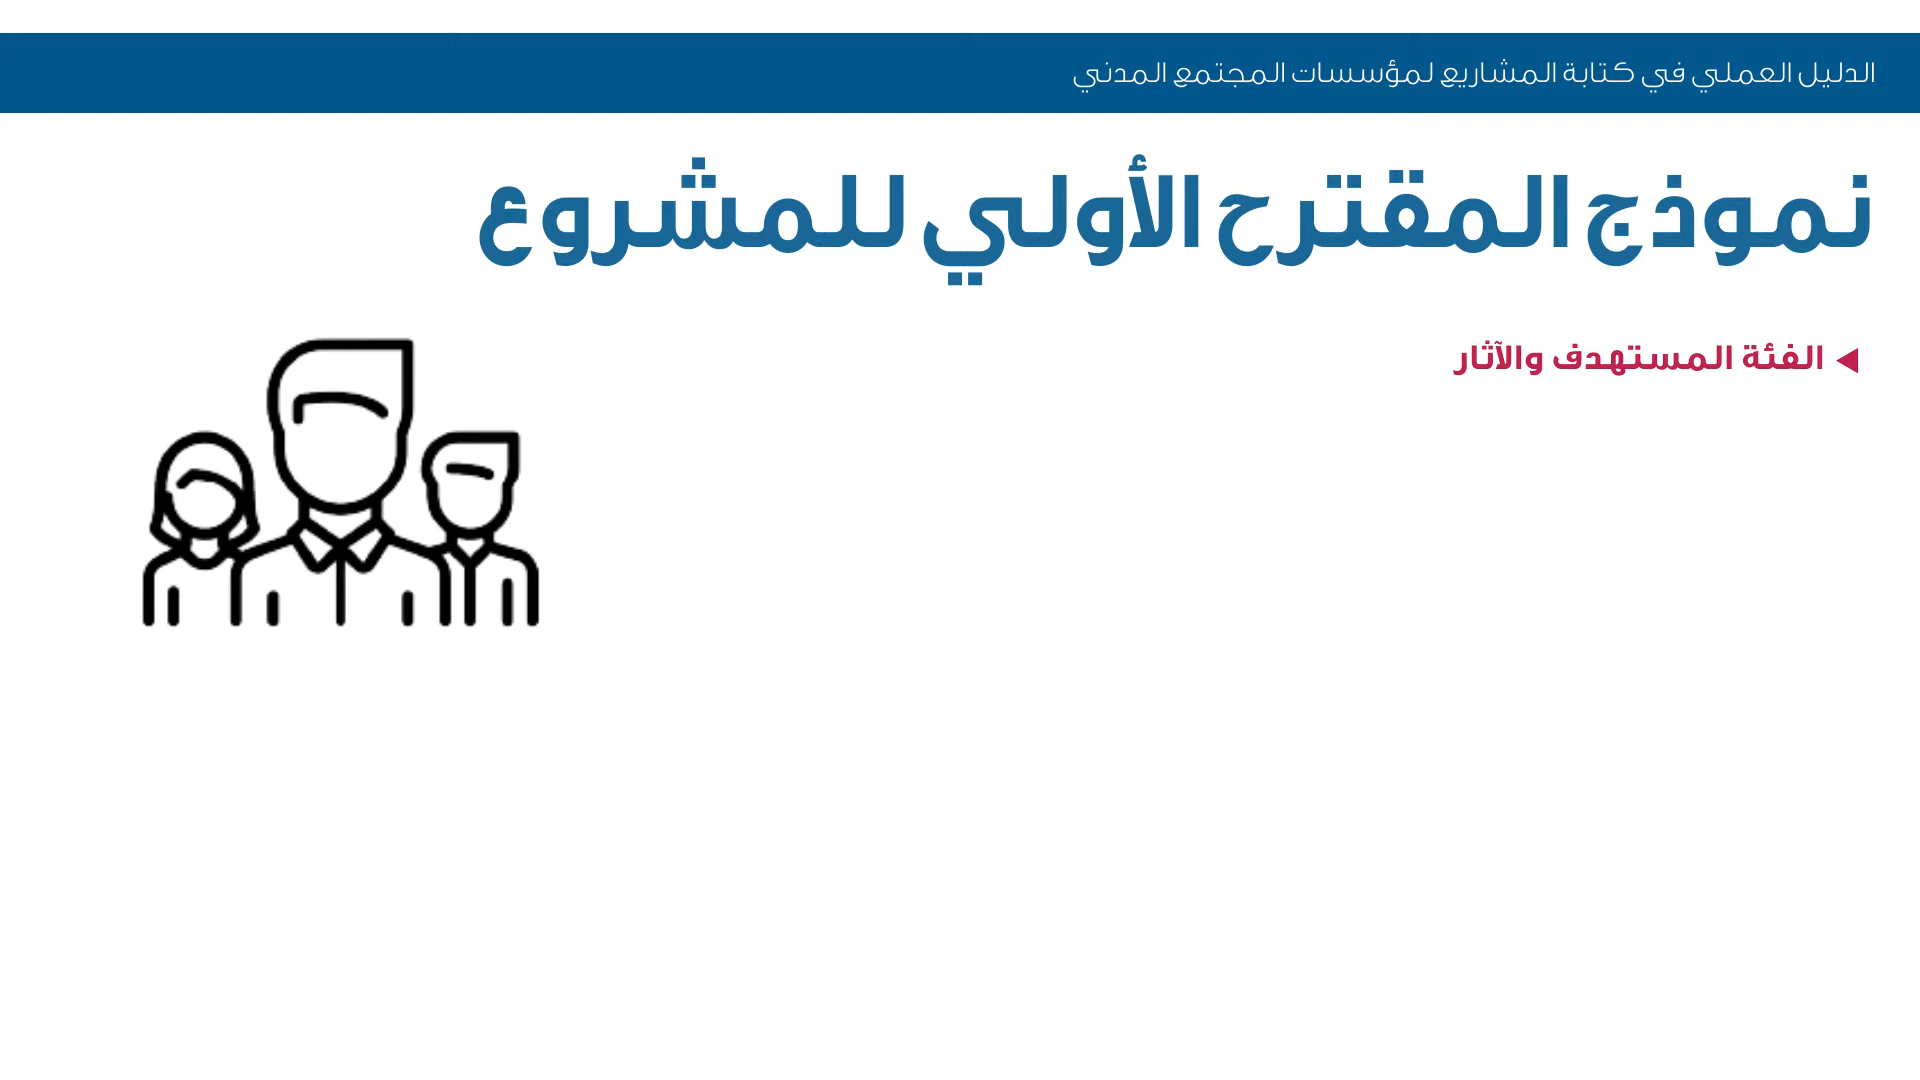 الدليل العملي في كتابة المشاريع لمؤسسات المجتمع المدني
نموذج المقترح الأولي للمشروع
الفئة المستهدف والآثار